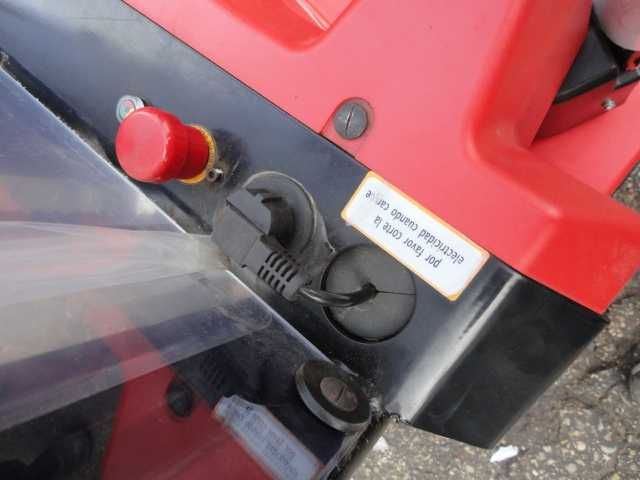 por favor corte la
electricidad cuando cargue